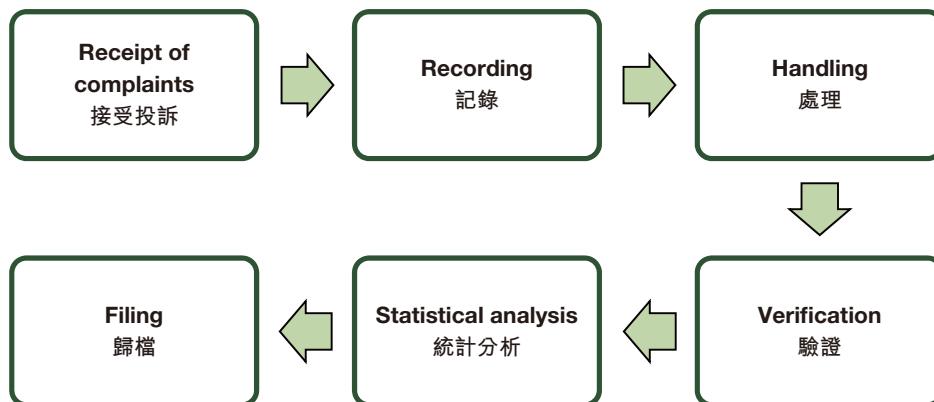 Receipt of
complaints
接受投訴
Recording
記錄
Handling
處理
Verification
驗證
Statistical analysis
統計分析
Filing
歸檔